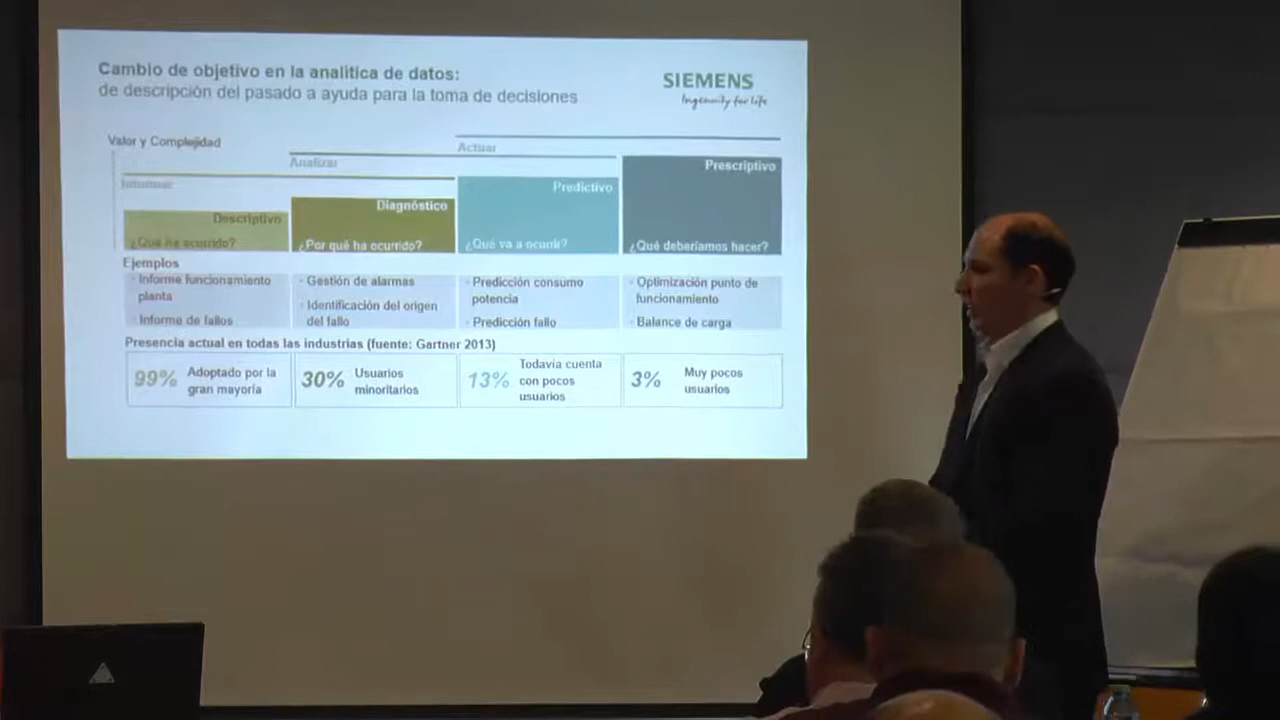 Cambio de objetivo en la analítica de datos:
de descripción del pasado a ayuda para la toma de decisiones
SIEMENS
Ingenuity for life
Valor y Complejidad
Actuar
Analizar
Informar
Prescriptivo
Predictivo
Diagnóstico
Descriptivo
¿Qué ha ocurrido?
¿Por qué ha ocurrido?
¿Qué va a ocurrir?
¿Qué deberíamos hacer?
Ejemplos
· Informe funcionamiento
planta
· Informe de fallos
· Gestión de alarmas
· Identificación del origen
del fallo
· Predicción consumo
potencia
· Predicción fallo
· Optimización punto de
funcionamiento
· Balance de carga
Presencia actual en todas las industrias (fuente: Gartner 2013)
99%
Adoptado por la
gran mayoría
30%
Usuarios
minoritarios
13%
Todavía cuenta
con pocos
usuarios
3%
Muy pocos
usuarios